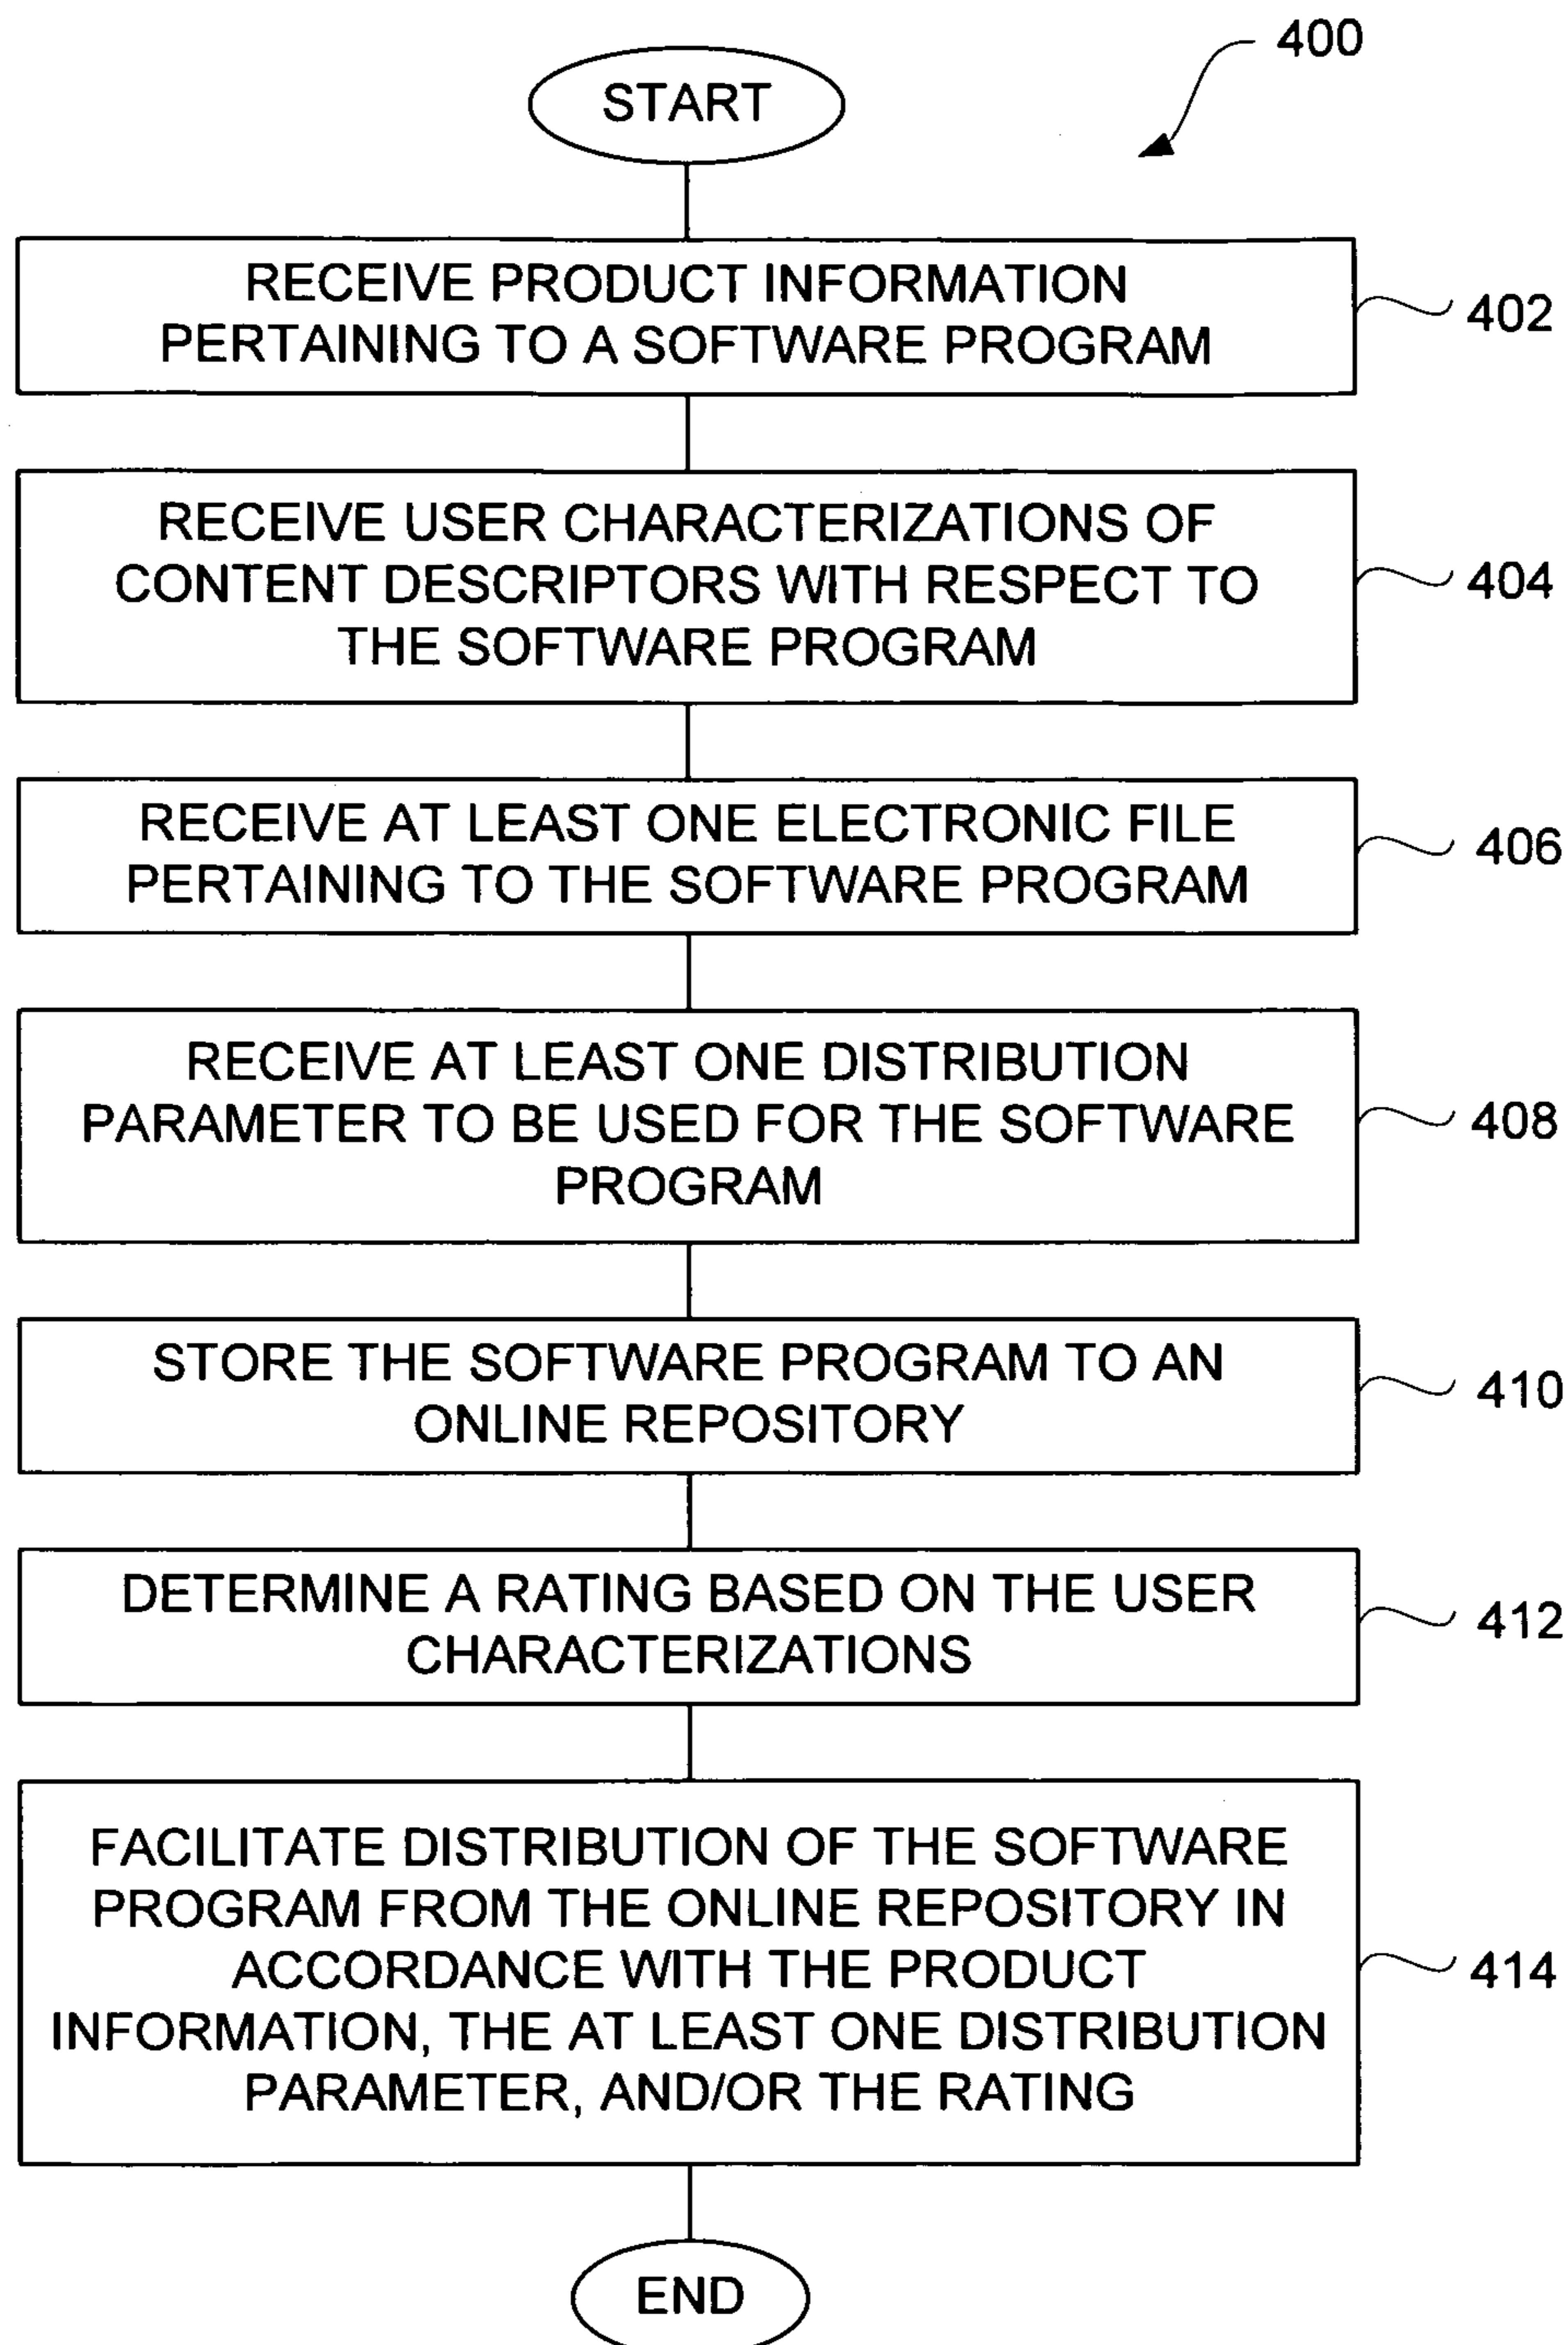 400
START
RECEIVE PRODUCT INFORMATION
PERTAINING TO A SOFTWARE PROGRAM
402
RECEIVE USER CHARACTERIZATIONS OF
CONTENT DESCRIPTORS WITH RESPECT TO
THE SOFTWARE PROGRAM
404
RECEIVE AT LEAST ONE ELECTRONIC FILE
PERTAINING TO THE SOFTWARE PROGRAM
406
RECEIVE AT LEAST ONE DISTRIBUTION
PARAMETER TO BE USED FOR THE SOFTWARE
PROGRAM
408
STORE THE SOFTWARE PROGRAM TO AN
ONLINE REPOSITORY
410
DETERMINE A RATING BASED ON THE USER
CHARACTERIZATIONS
412
FACILITATE DISTRIBUTION OF THE SOFTWARE
PROGRAM FROM THE ONLINE REPOSITORY IN
ACCORDANCE WITH THE PRODUCT
INFORMATION, THE AT LEAST ONE DISTRIBUTION
PARAMETER, AND/OR THE RATING
414
END